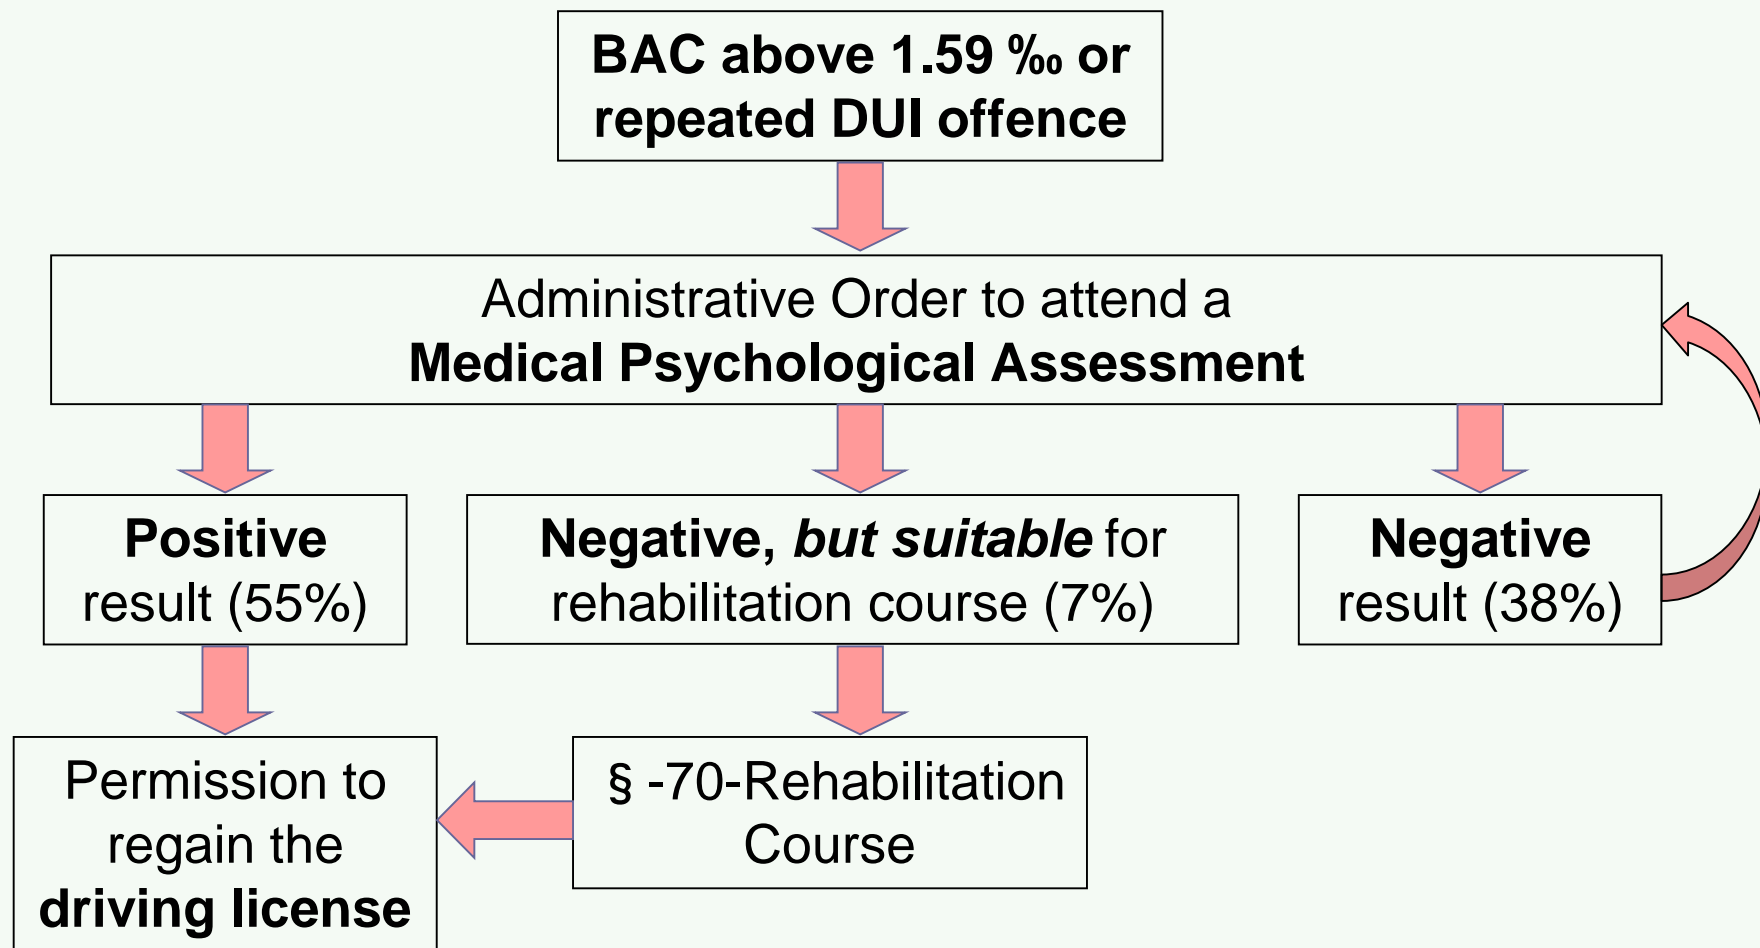 BAC above 1.59 ‰ or
repeated DUI offence
Administrative Order to attend a
Medical Psychological Assessment
Positive
result (55%)
Negative, but suitable for
rehabilitation course (7%)
Negative
result (38%)
Permission to
regain the
driving license
§ -70-Rehabilitation
Course